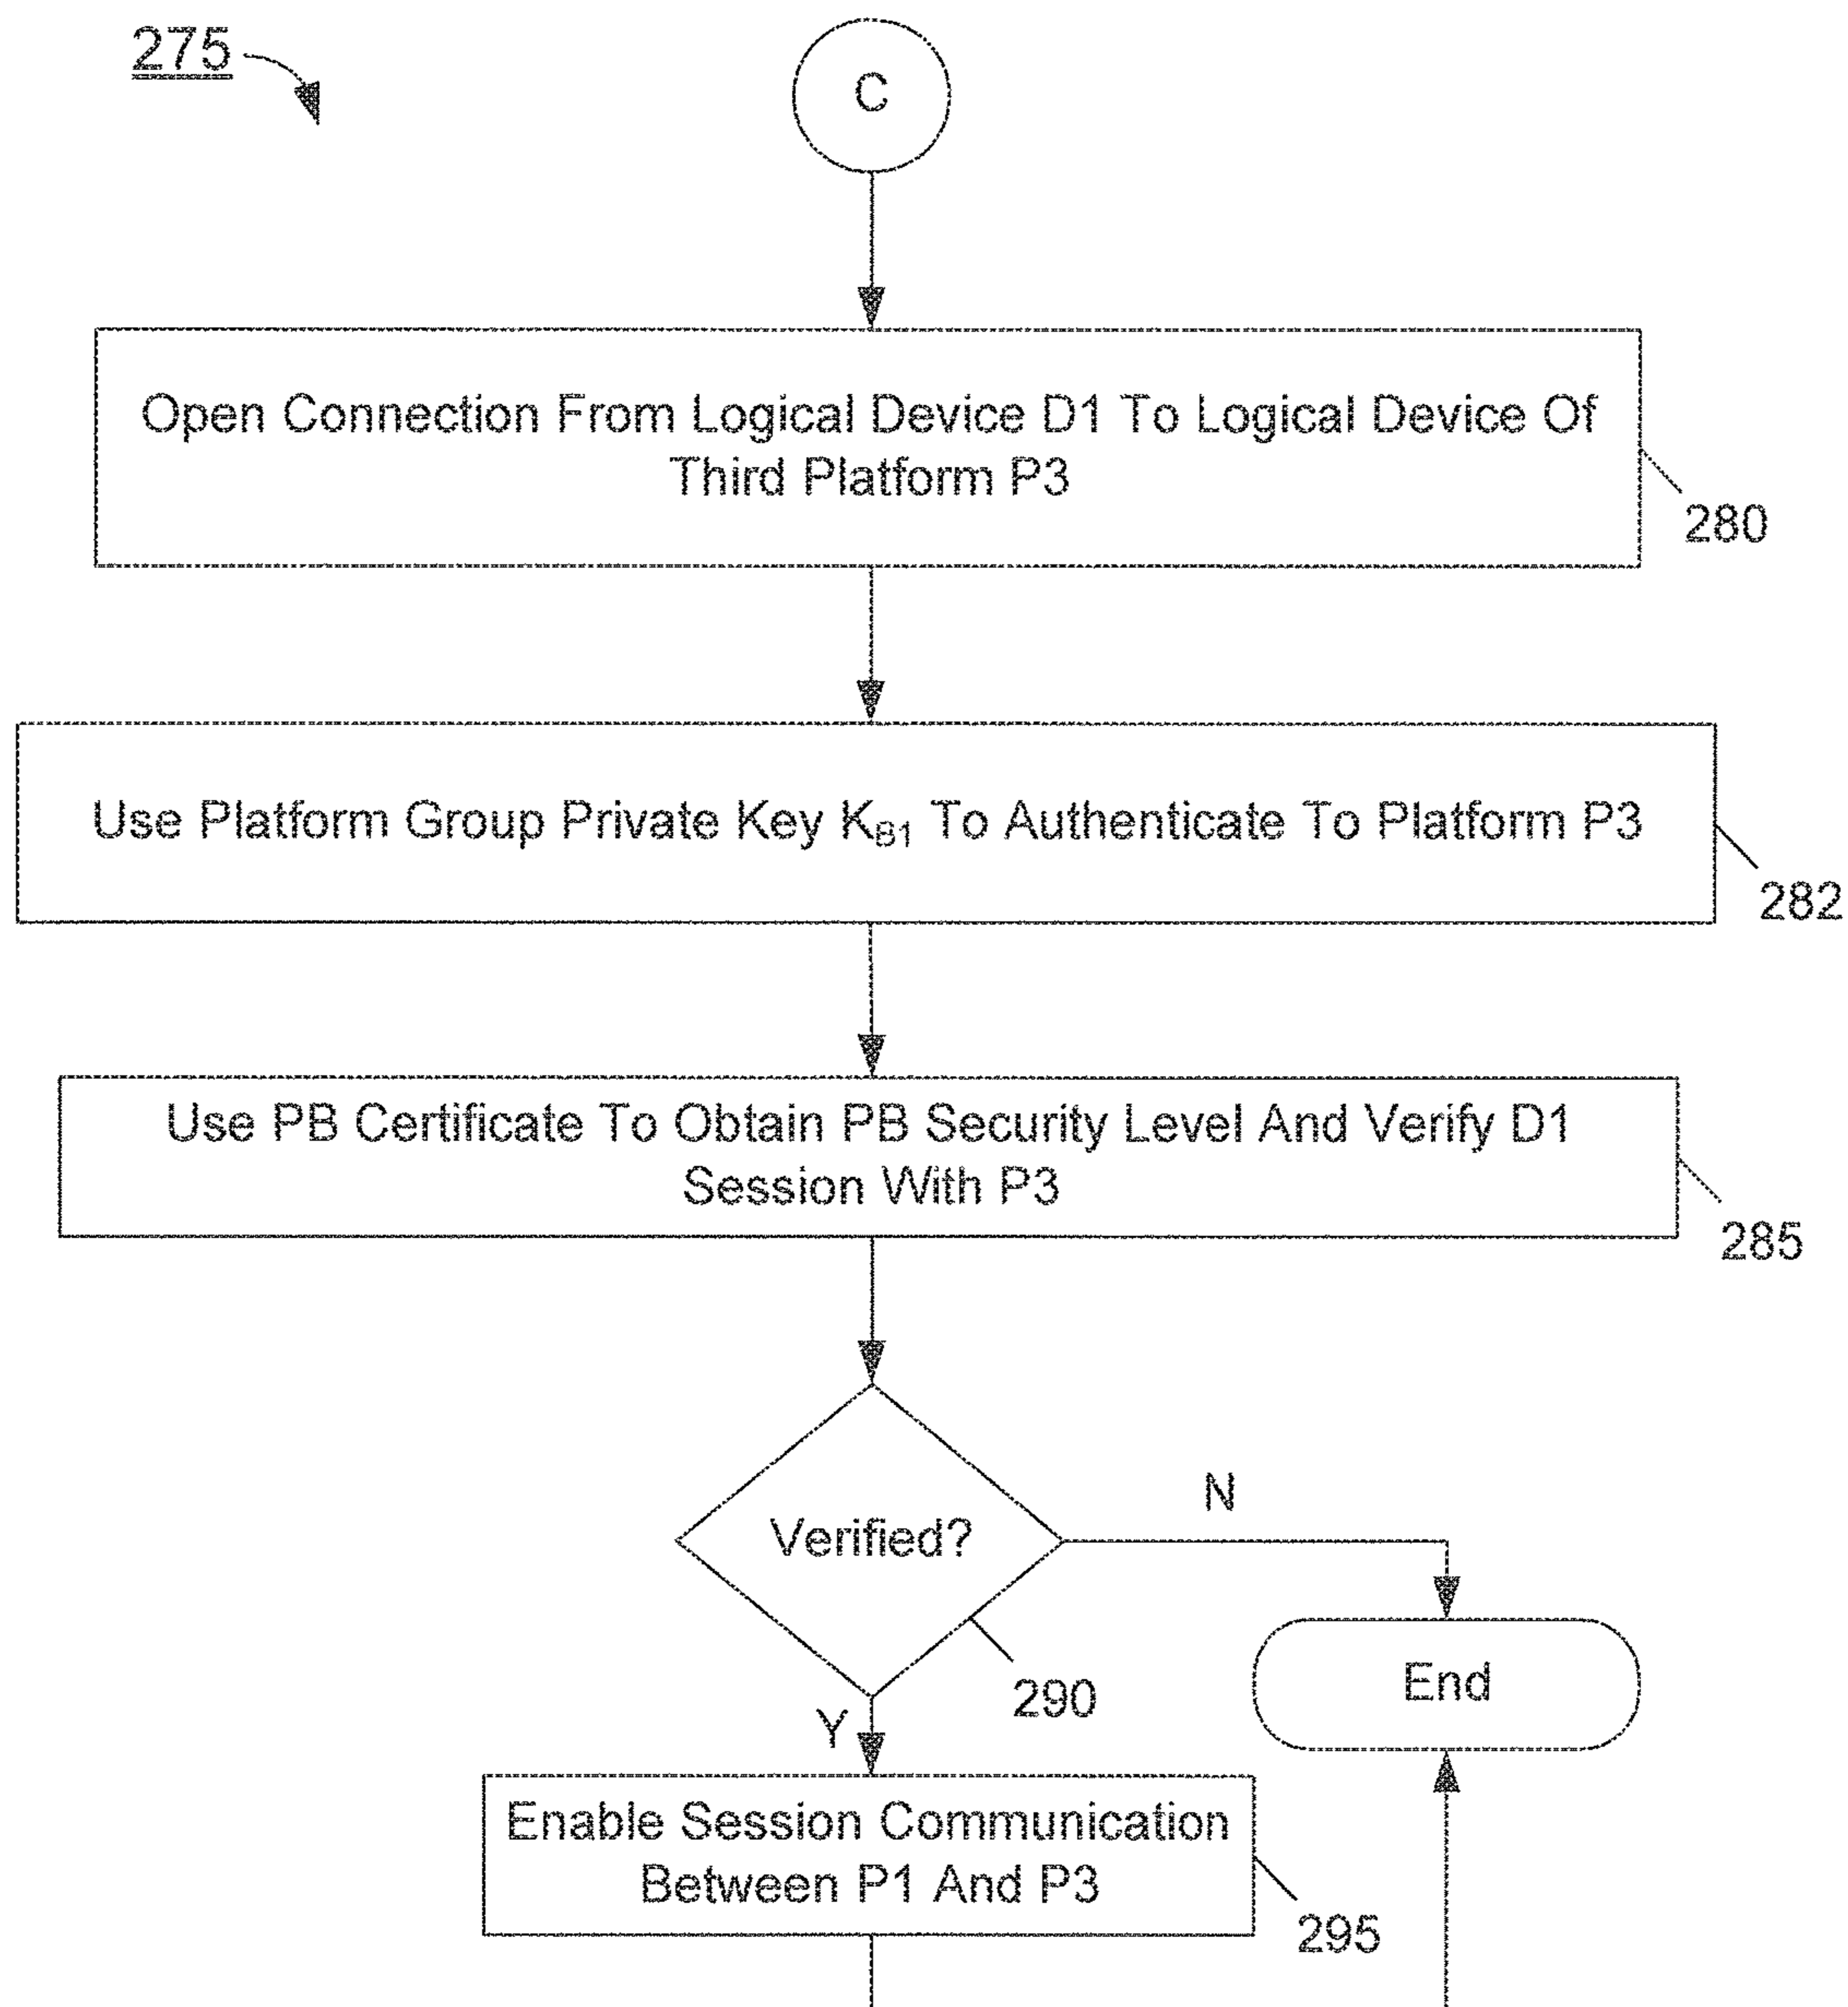 275
C
Open Connection From Logical Device D1 To Logical Device Of
Third Platform P3
280
Use Platform Group Private Key KB1 To Authenticate To Platform P3
282
Use PB Certificate To Obtain PB Security Level And Verify D1
Session With P3
285
Verified?
N
290
End
Y
Enable Session Communication
Between P1 And P3
295